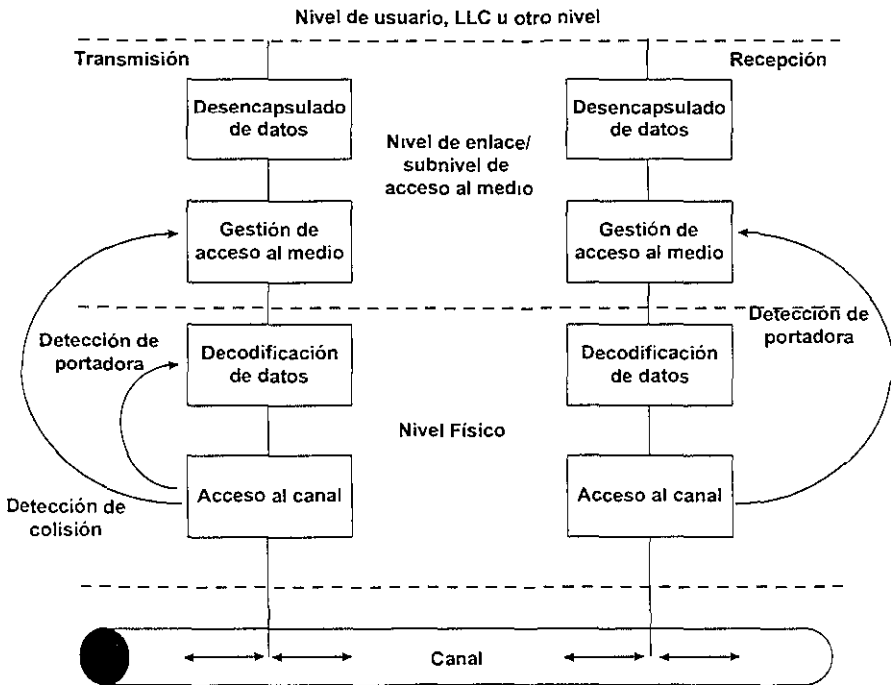 Nivel de usuario, LLC u otro nivel
Transmisión
Recepción
Desencapsulado
de datos
Desencapsulado
de datos
Nivel de enlace/
subnivel de
acceso al medio
Gestión de
acceso al medio
Gestión de
acceso al medio
Detección de
portadora
Decodificación
de datos
Decodificación
de datos
Detección de
portadora
Nivel Físico
Acceso al canal
Acceso al canal
Detección de
colisión
Canal